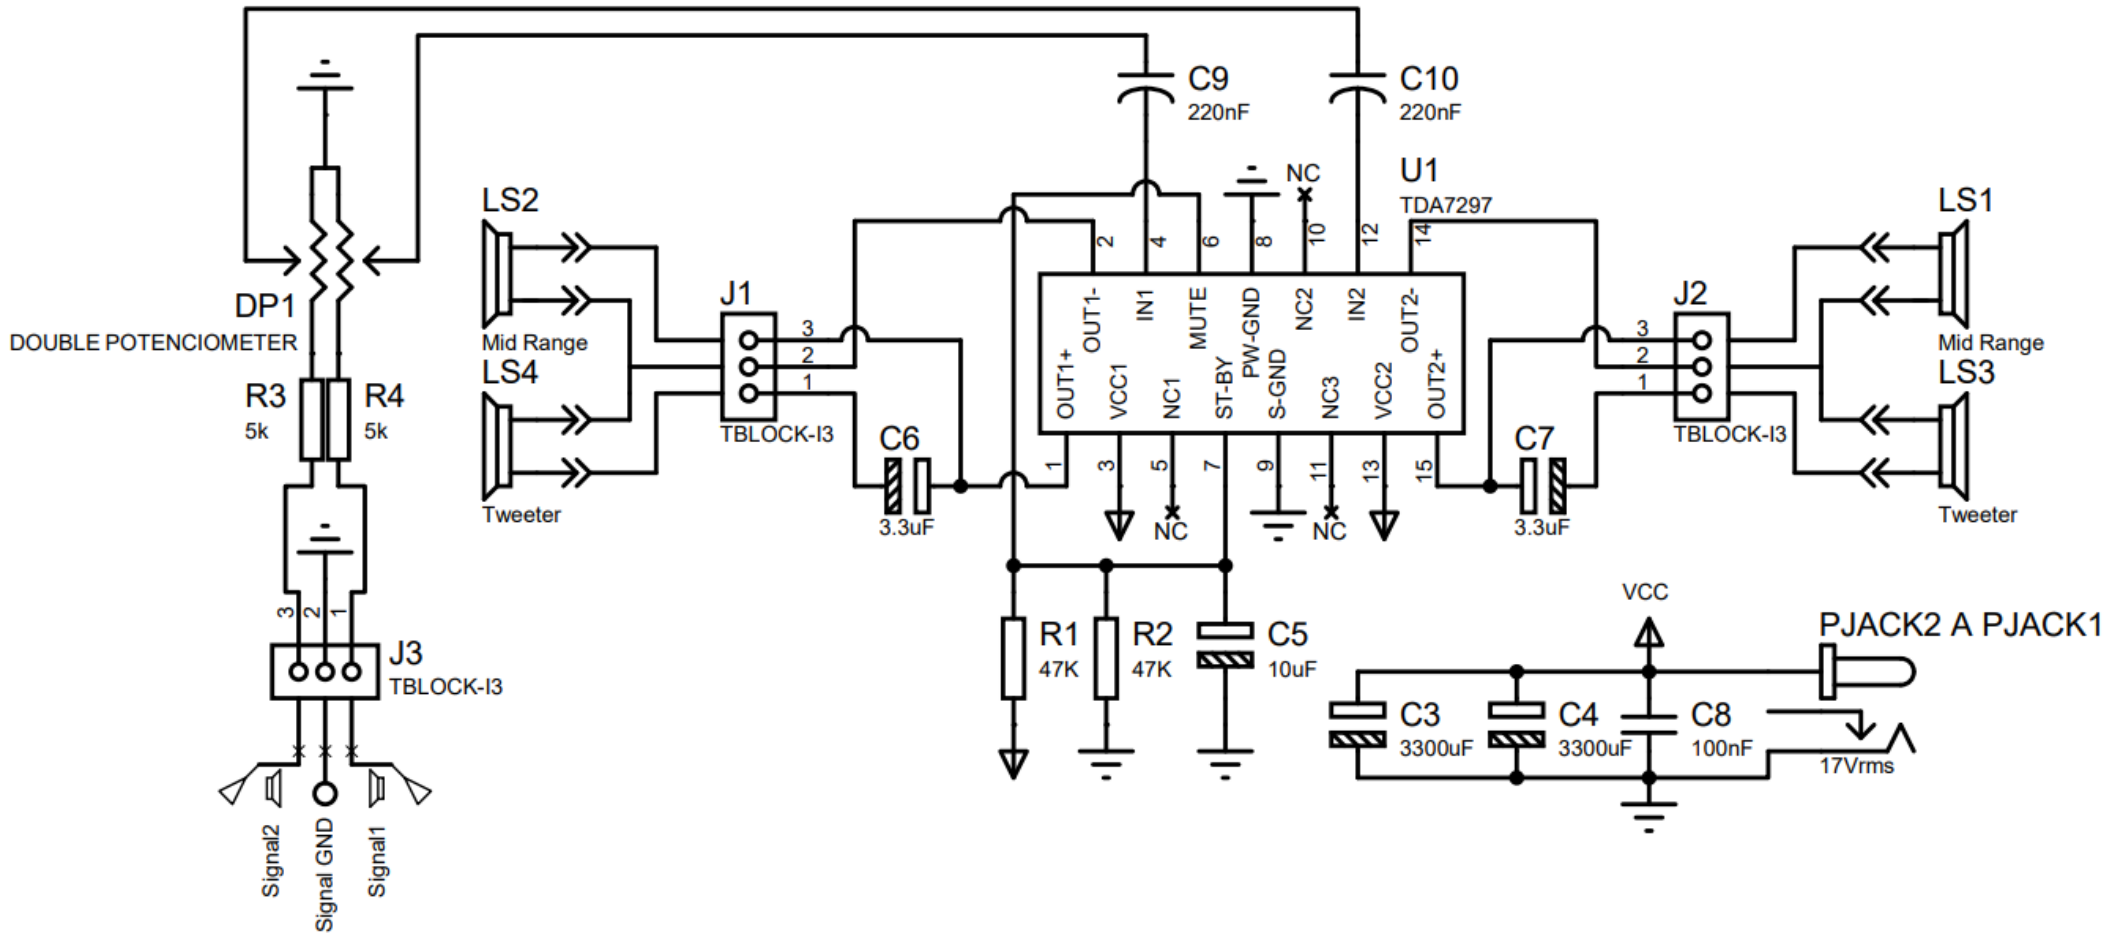 C9
220nF
C10
220nF
NC
U1
TDA7297
LS2
Mid Range
LS4
Tweeter
LS1
Mid Range
LS3
Tweeter
DP1
DOUBLE POTENCIOMETER
R3
5k
R4
5k
J1
3
2
1
TBLOCK-I3
C6
3.3uF
2
4
6
8
10
12
14
OUT1-
IN1
MUTE
PW-GND
NC2
IN2
OUT2-
OUT1+
VCC1
NC1
ST-BY
S-GND
NC3
VCC2
OUT2+
1
3
5
7
9
11
13
15
NC
NC
J2
3
2
1
TBLOCK-I3
C7
3.3uF
3
2
1
J3
TBLOCK-I3
Signal2
Signal GND
Signal1
R1
47K
R2
47K
C5
10uF
VCC
PJACK2 A PJACK1
C3
3300uF
C4
3300uF
C8
100nF
17Vrms